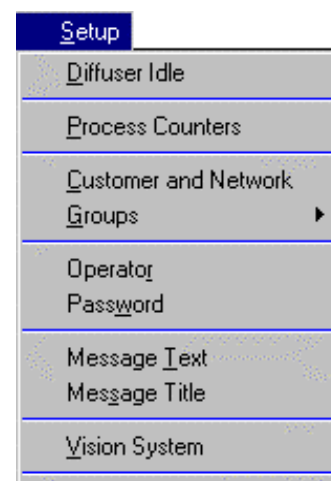 Setup
Diffuser Idle
Process Counters
Customer and Network
Groups
Operator
Password
Message Text
Message Title
Vision System